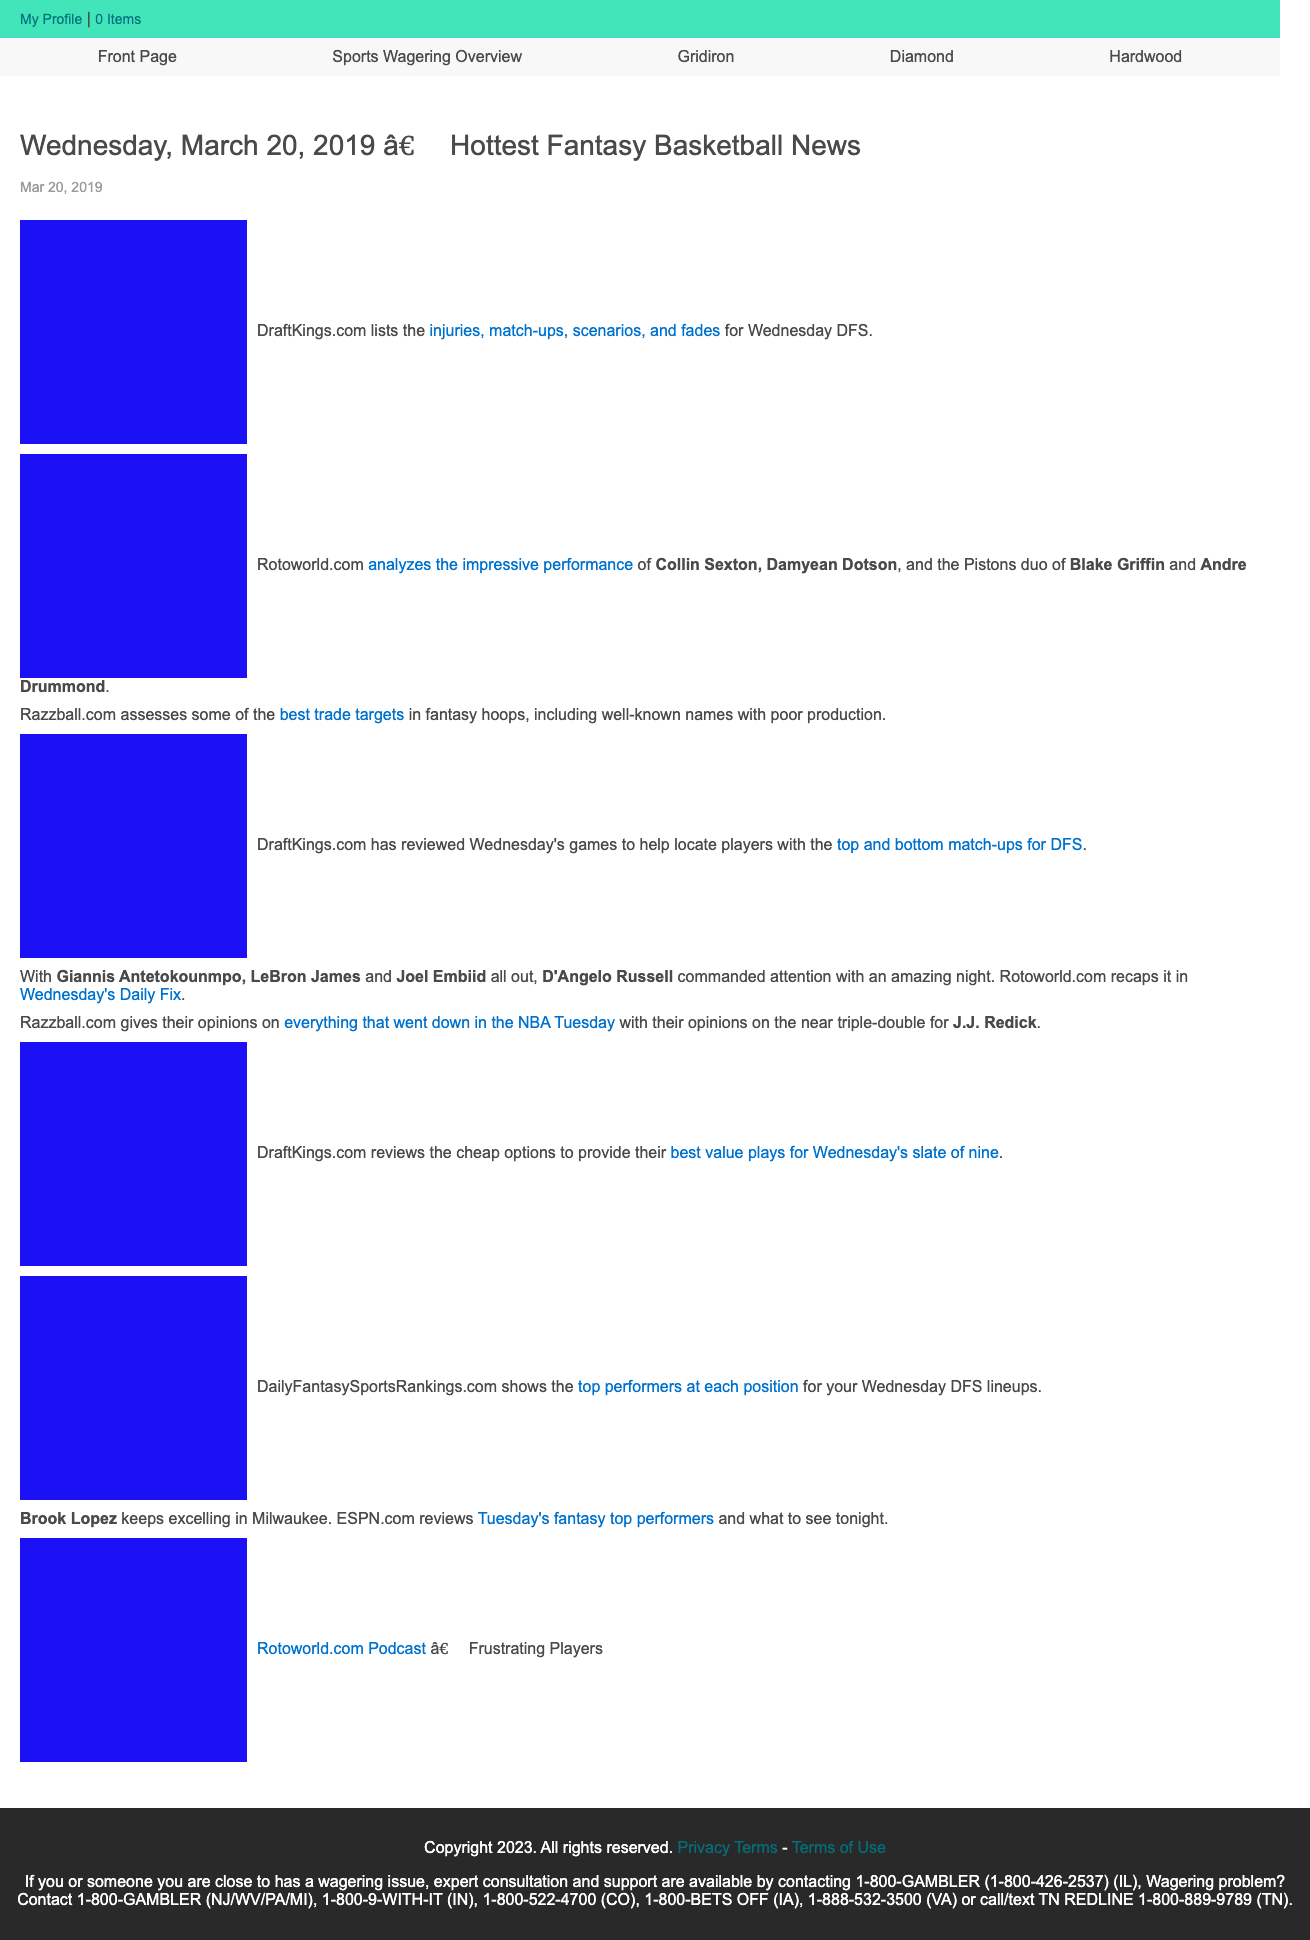 My Profile | 0 Items
Front Page Sports Wagering Overview Gridiron Diamond Hardwood
Wednesday, March 20, 2019 â€ Hottest Fantasy Basketball News
Mar 20, 2019
DraftKings.com lists the injuries, match-ups, scenarios, and fades for Wednesday DFS.
Rotoworld.com analyzes the impressive performance of Collin Sexton, Damyean Dotson, and the Pistons duo of Blake Griffin and Andre
Drummond.
Razzball.com assesses some of the best trade targets in fantasy hoops, including well-known names with poor production.
DraftKings.com has reviewed Wednesday's games to help locate players with the top and bottom match-ups for DFS.
With Giannis Antetokounmpo, LeBron James and Joel Embiid all out, D'Angelo Russell commanded attention with an amazing night. Rotoworld.com recaps it in
Wednesday's Daily Fix.
Razzball.com gives their opinions on everything that went down in the NBA Tuesday with their opinions on the near triple-double for J.J. Redick.
DraftKings.com reviews the cheap options to provide their best value plays for Wednesday's slate of nine.
DailyFantasySportsRankings.com shows the top performers at each position for your Wednesday DFS lineups.
Brook Lopez keeps excelling in Milwaukee. ESPN.com reviews Tuesday's fantasy top performers and what to see tonight.
Rotoworld.com Podcast â€ Frustrating Players
Copyright 2023. All rights reserved. Privacy Terms - Terms of Use
If you or someone you are close to has a wagering issue, expert consultation and support are available by contacting 1-800-GAMBLER (1-800-426-2537) (IL), Wagering problem?
Contact 1-800-GAMBLER (NJ/WV/PA/MI), 1-800-9-WITH-IT (IN), 1-800-522-4700 (CO), 1-800-BETS OFF (IA), 1-888-532-3500 (VA) or call/text TN REDLINE 1-800-889-9789 (TN).